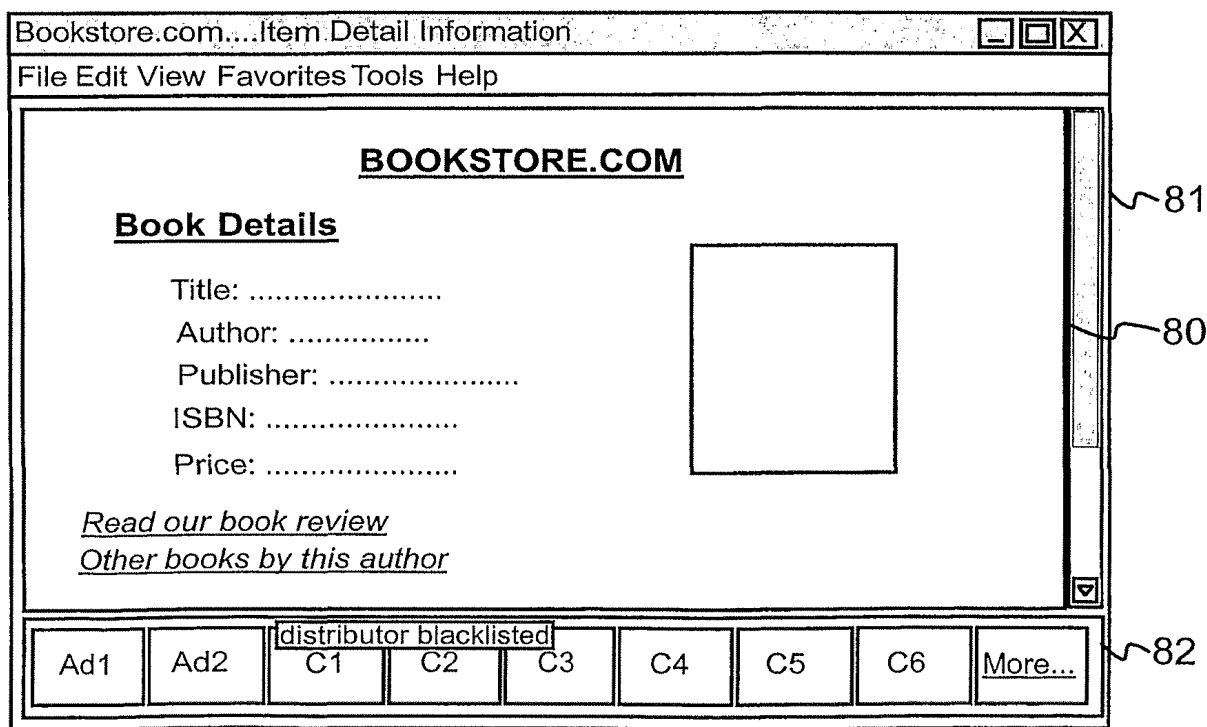 Bookstore.com....Item Detail Information
File Edit View Favorites Tools Help
BOOKSTORE.COM
81
Book Details
Title: ......................
80
Author: ................
Publisher: ......................
ISBN: ......................
Price: ......................
Read our book review
Other books by this author
distributor blacklisted
Ad1 Ad2 C1 C2 C3 C4 C5 C6 More...
82